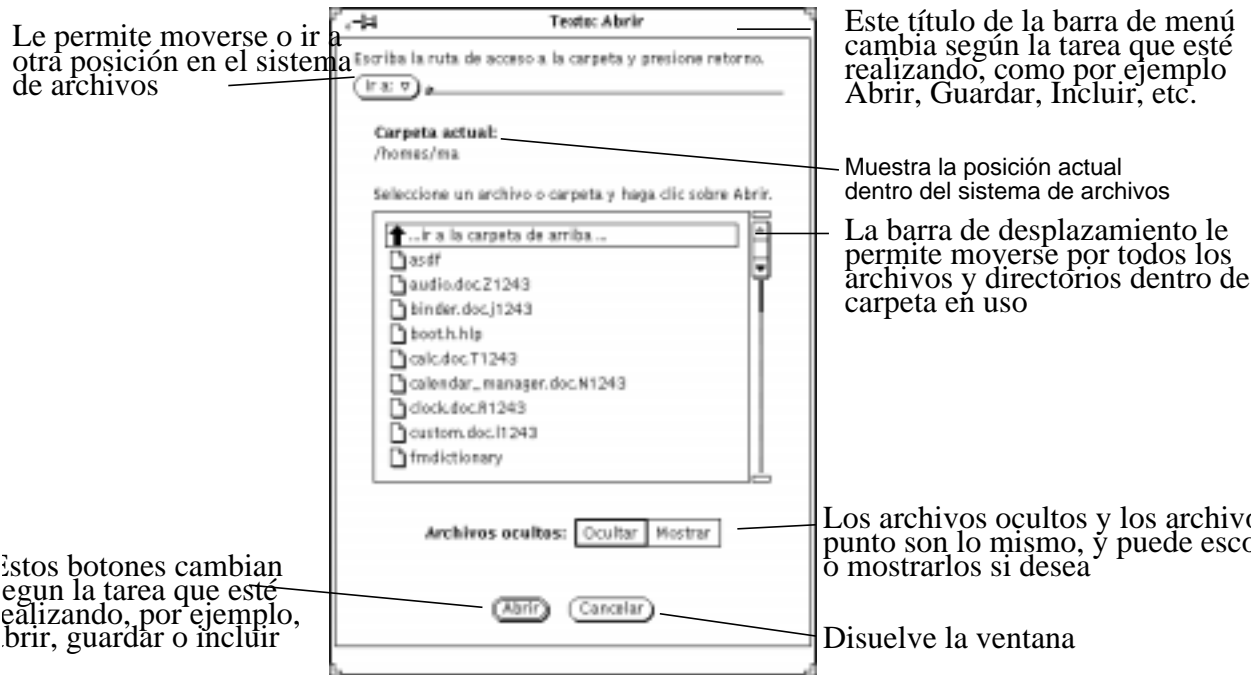 Le permite moverse o ir a
otra posición en el sistema
de archivos
Texto: Abrir
Escriba la ruta de acceso a la carpeta y presione retorno.
Ir a:
Carpeta actual:
/homes/ma
Seleccione un archivo o carpeta y haga clic sobre Abrir.
...ir a la carpeta de arriba...
asdf
audio.doc.Z1243
binder.doc.j1243
booth.hlp
calc.doc.T1243
calendar_manager.doc.N1243
clock.doc.R1243
custom.doc.l1243
fmdictionary
Archivos ocultos: Ocultar Mostrar
Abrir Cancelar
Este título de la barra de menú
cambia según la tarea que esté
realizando, como por ejemplo
Abrir, Guardar, Incluir, etc.
Muestra la posición actual
dentro del sistema de archivos
La barra de desplazamiento le
permite moverse por todos los
archivos y directorios dentro de
carpeta en uso
Los archivos ocultos y los archivo
punto son lo mismo, y puede esco
o mostrarlos si desea
Estos botones cambian
egun la tarea que esté
ealizando, por ejemplo,
brir, guardar o incluir
Disuelve la ventana